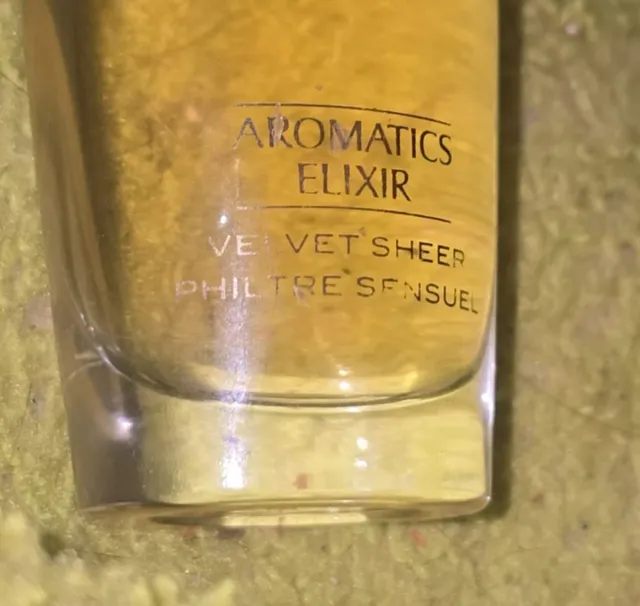 AROMATICS
ELIXIR
VELVET SHEER
PHILTRE SENSUEL